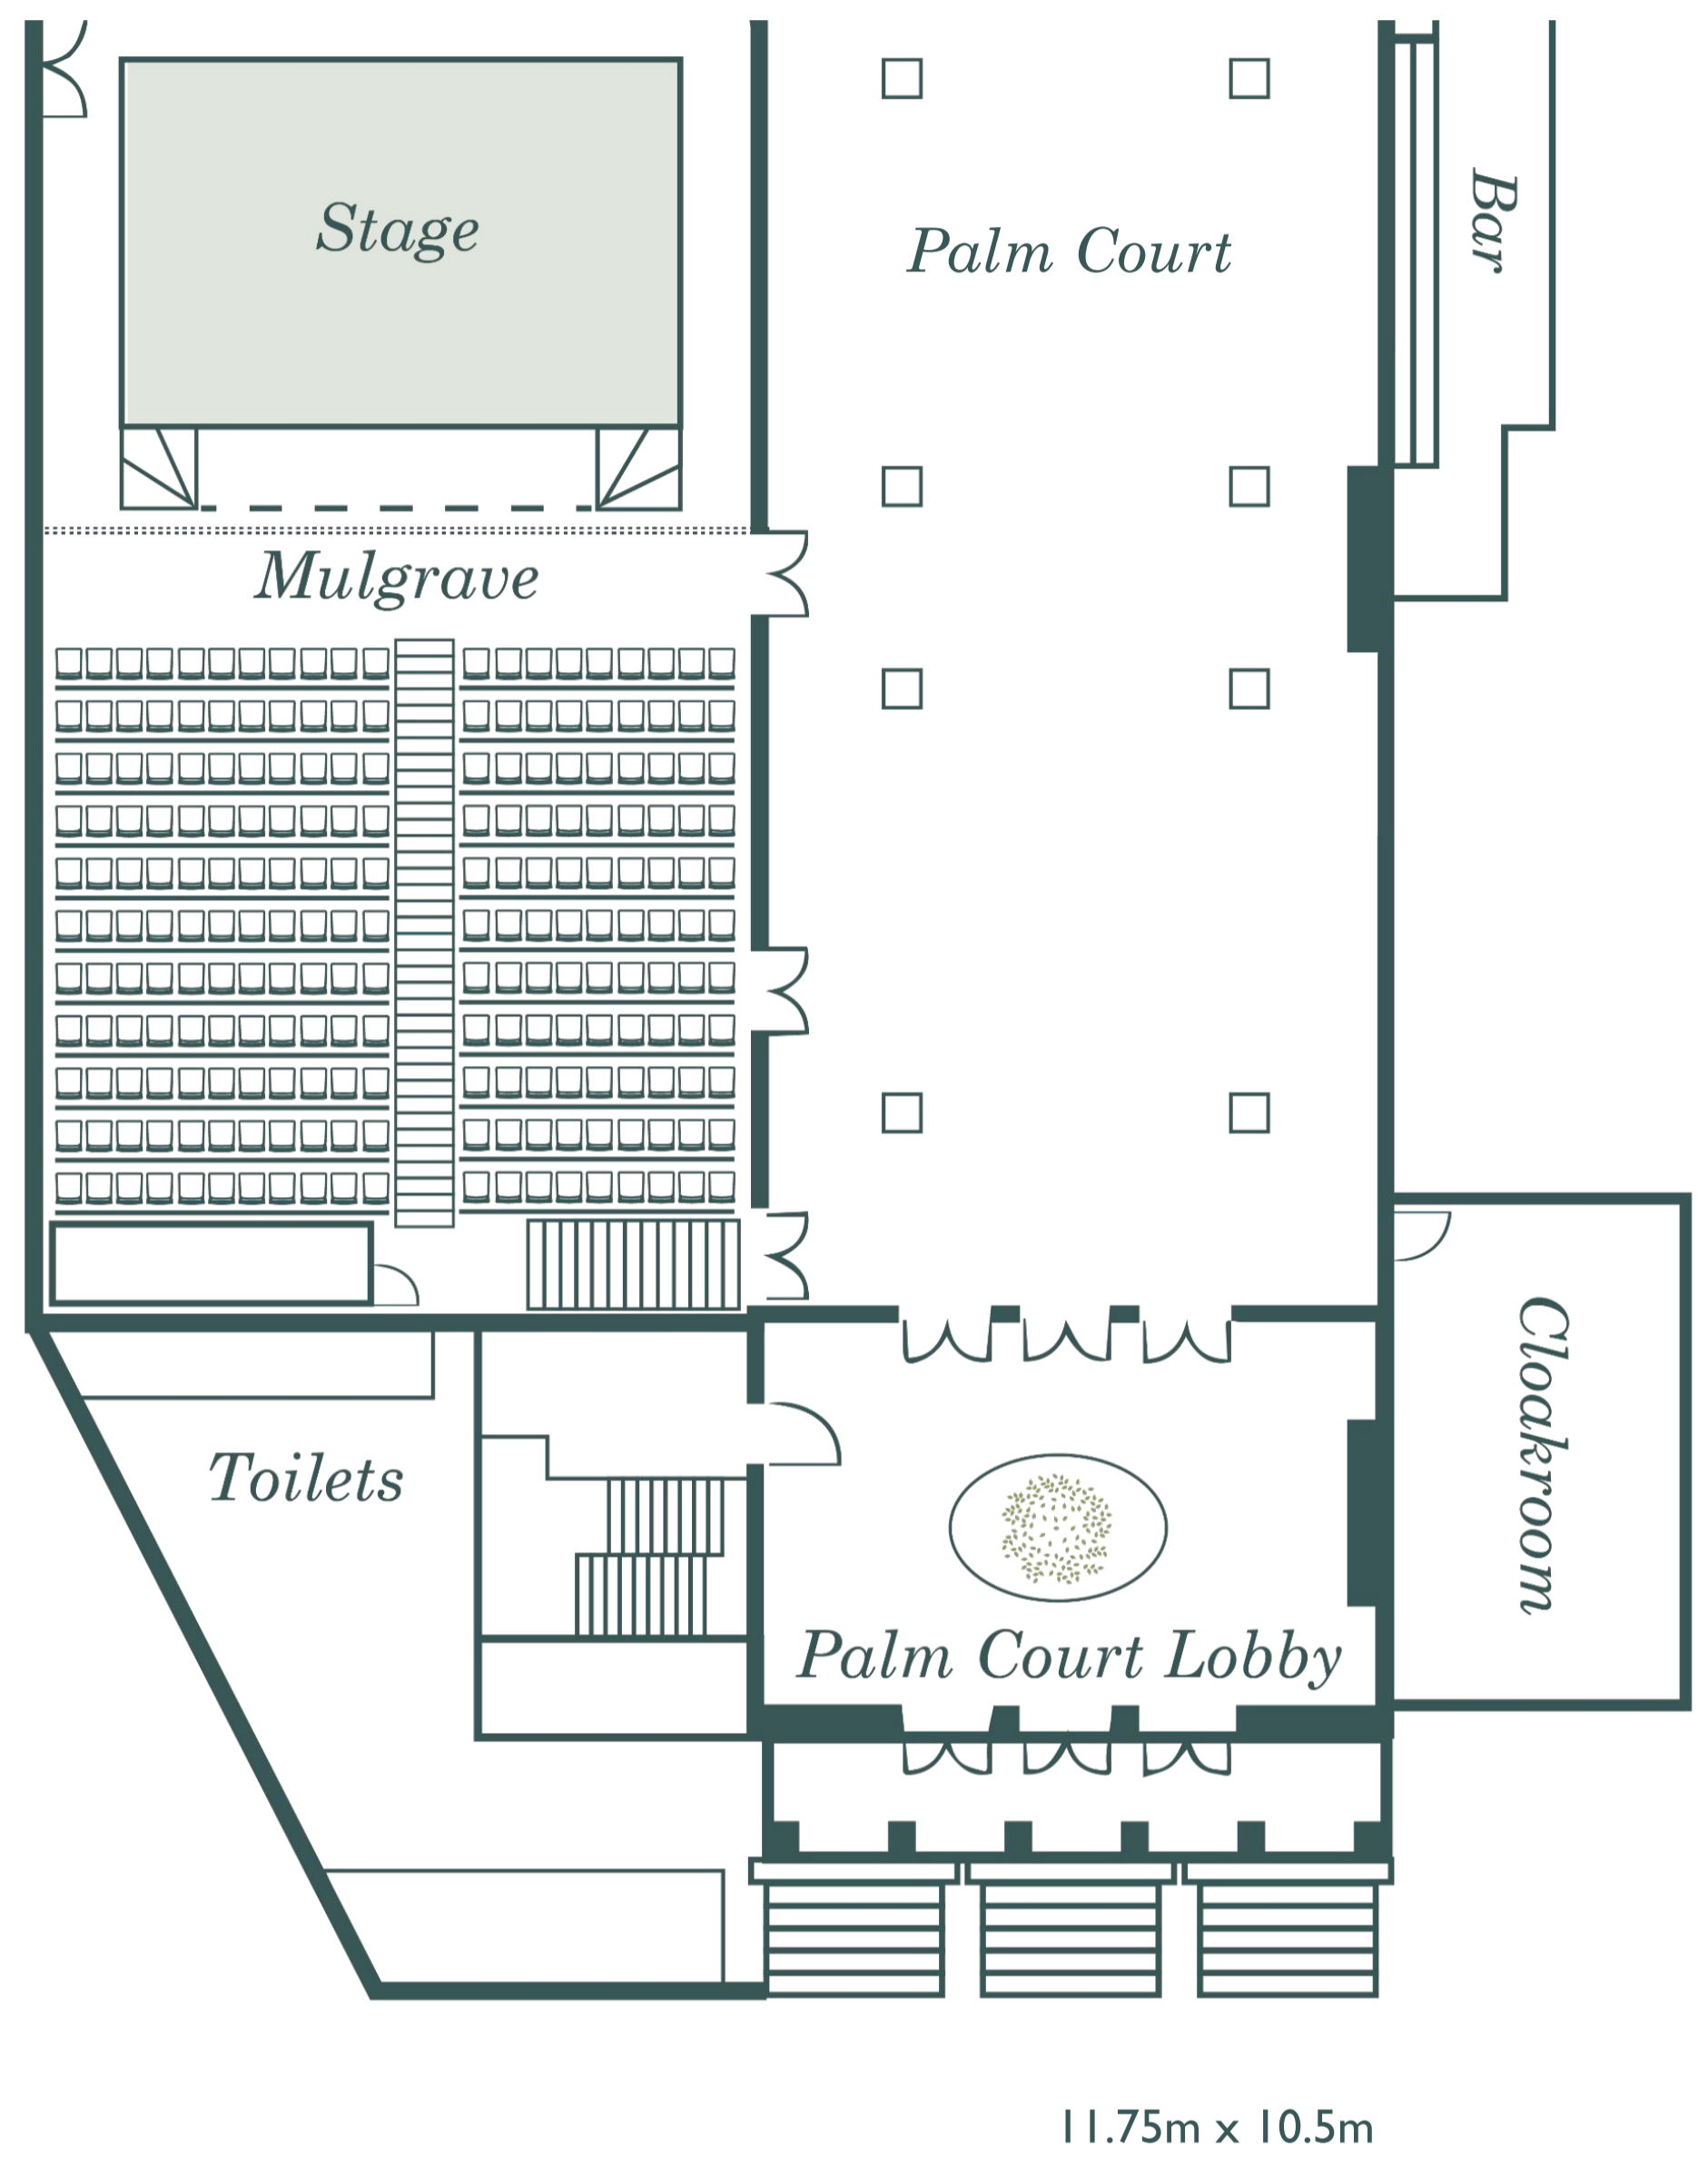 Stage
Palm Court
Bar
Mulgrave
Toilets
Cloakroom
Palm Court Lobby
11.75m x 10.5m